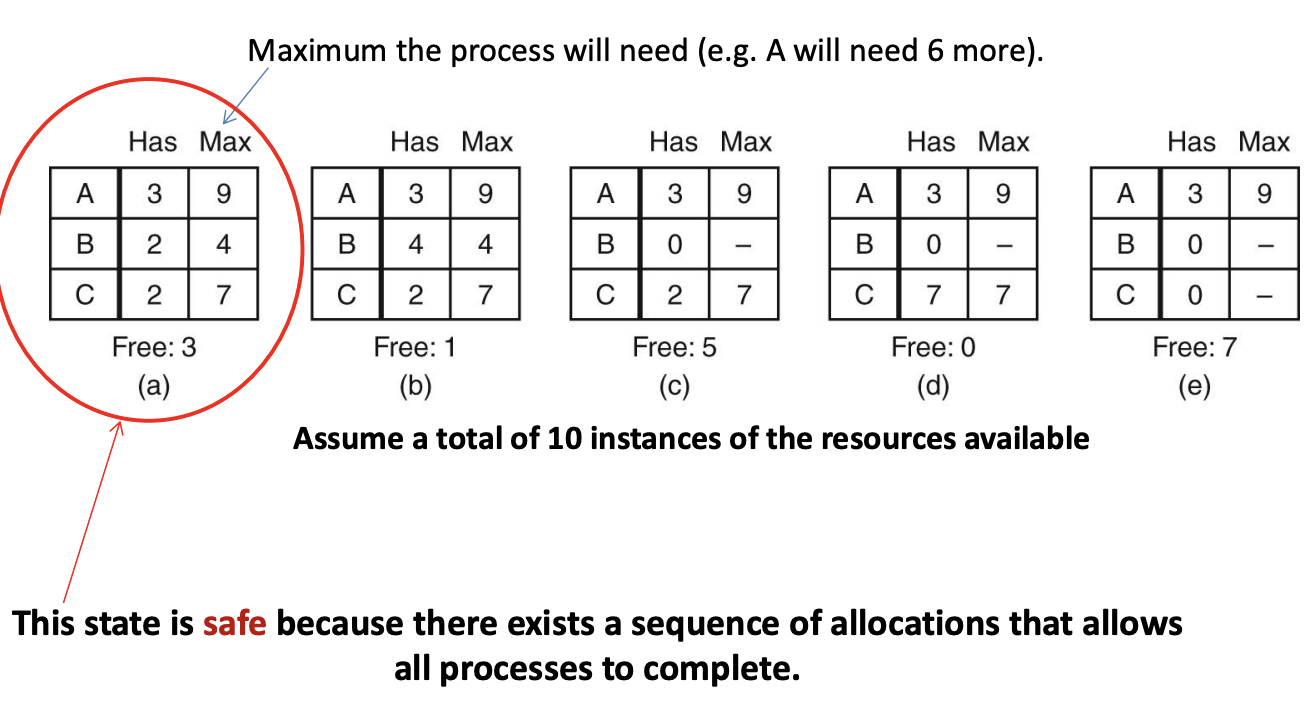 Maximum the process will need (e.g. A will need 6 more).
Has Max Has Max Has Max Has Max Has Max
A 3 9 A 3 9 A 3 9 A 3 9 A 3 9
B 2 4 B 4 4 B 0 – B 0 – B 0 –
C 2 7 C 2 7 C 2 7 C 7 7 C 0 –
Free: 3 Free: 1 Free: 5 Free: 0 Free: 7
(a) (b) (c) (d) (e)
Assume a total of 10 instances of the resources available
This state is safe because there exists a sequence of allocations that allows
all processes to complete.